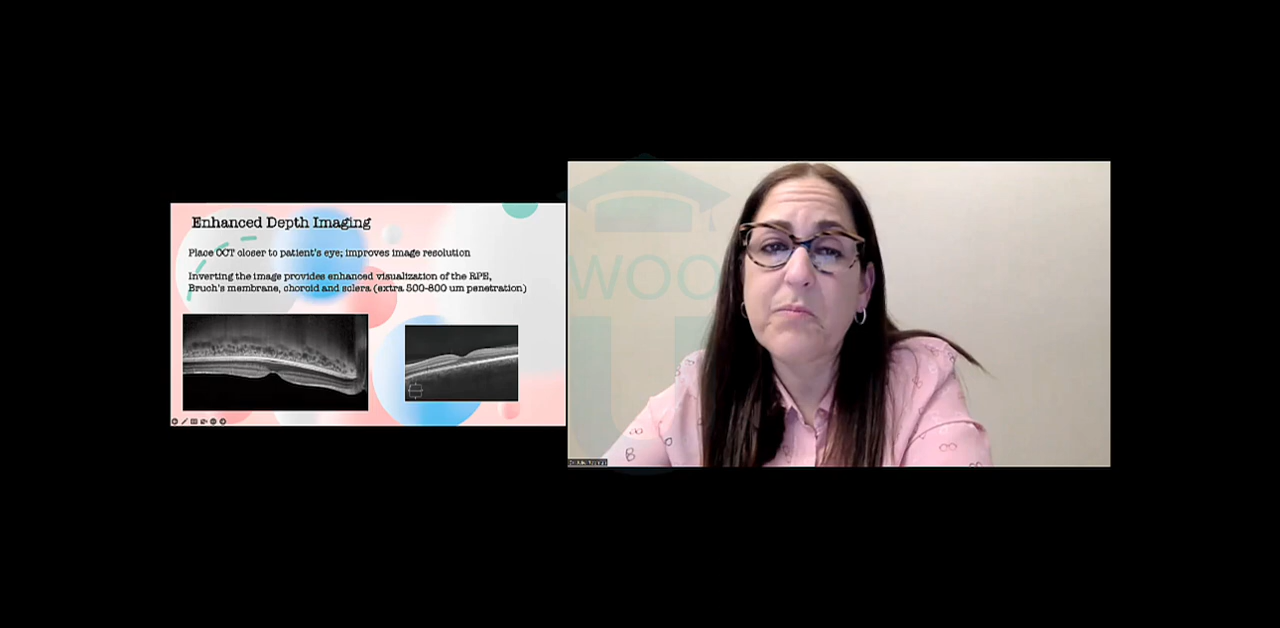 Enhanced Depth Imaging
Place OCT closer to patient's eye; improves image resolution
Inverting the image provides enhanced visualization of the RPE,
Bruch's membrane, choroid and sclera (extra 500-800 um penetration)
WOO
U